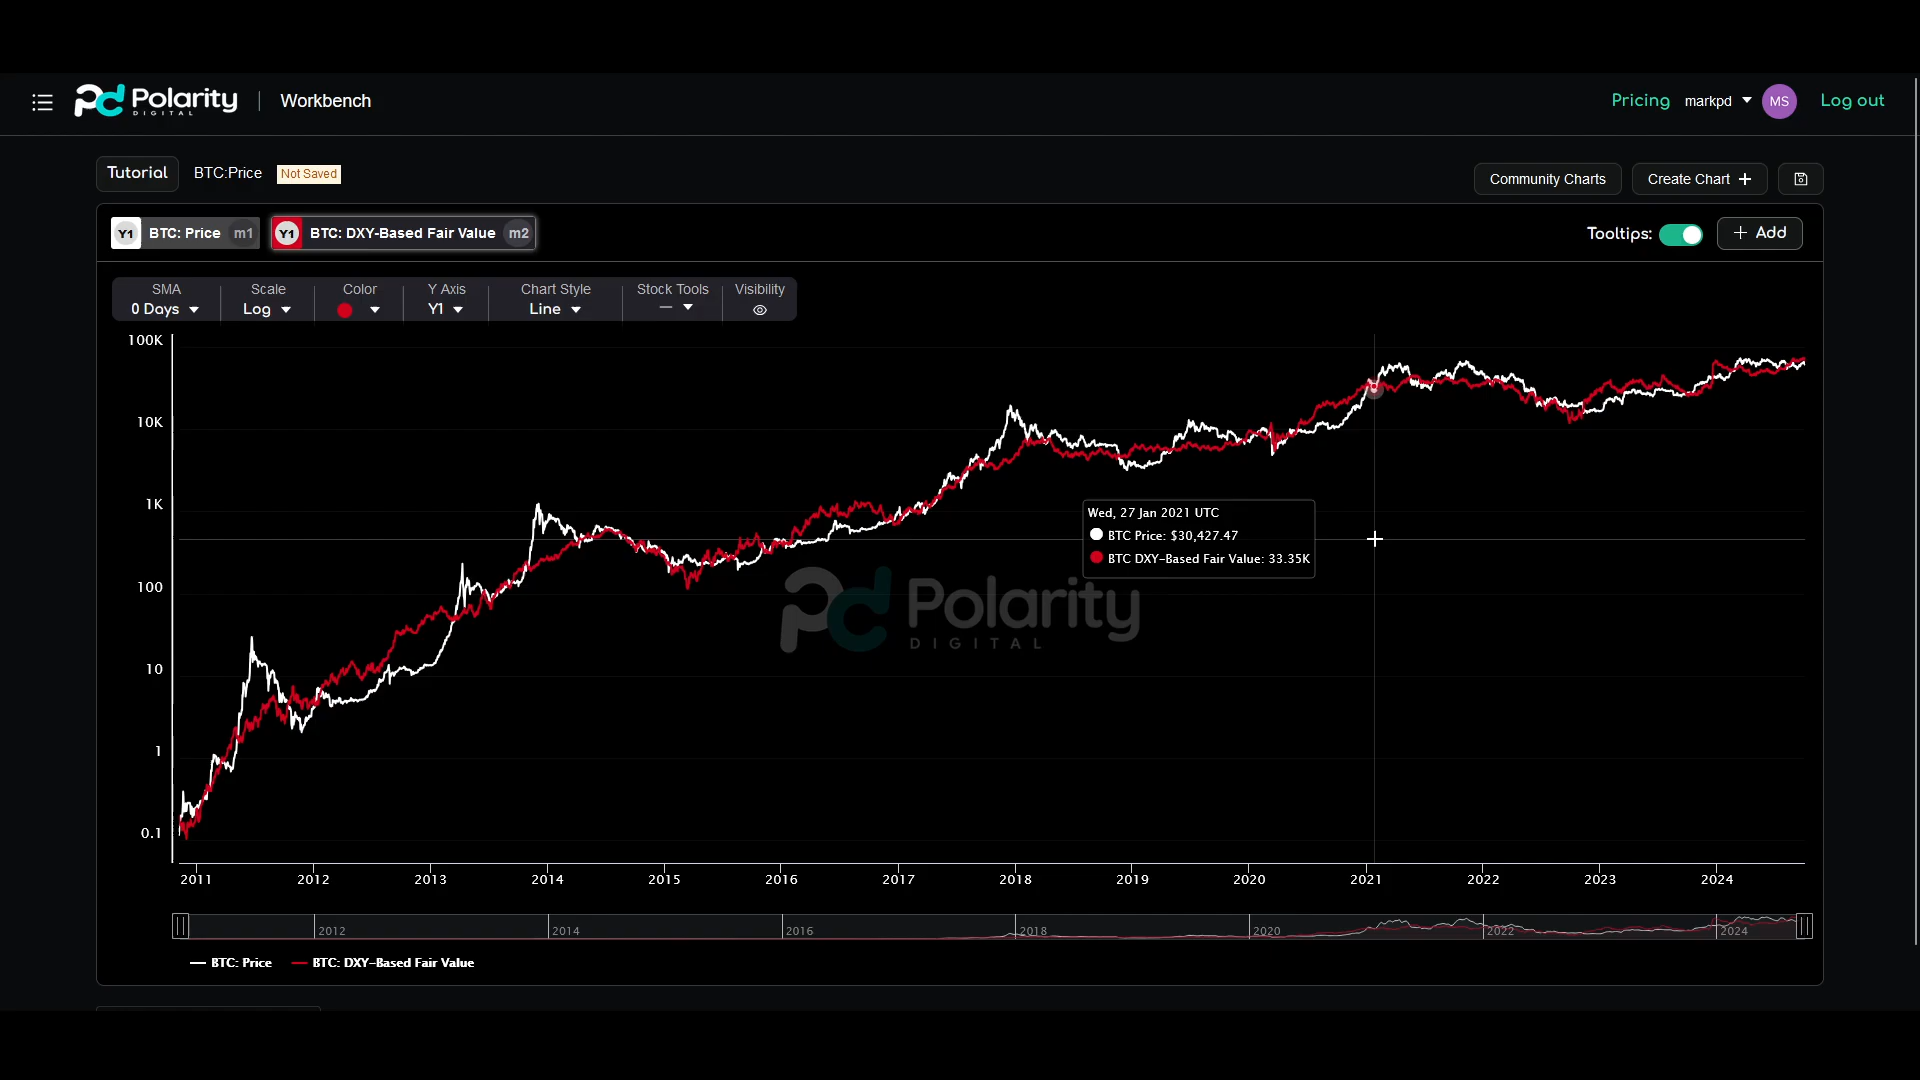 Polarity
DIGITAL
Workbench
Pricing
markpd
MS
Log out
Tutorial
BTC:Price
Not Saved
Community Charts
Create Chart +
Y1 BTC: Price m1
Y1 BTC: DXY-Based Fair Value m2
Tooltips:
+ Add
SMA
0 Days
Scale
Log
Color
Y Axis
Y1
Chart Style
Line
Stock Tools
—
Visibility
100K
10K
1K
100
10
1
0.1
Wed, 27 Jan 2021 UTC
BTC Price: $30,427.47
BTC DXY-Based Fair Value: 33.35K
Polarity
DIGITAL
2011 2012 2013 2014 2015 2016 2017 2018 2019 2020 2021 2022 2023 2024
2012 2014 2016 2018 2020 2022 2024
BTC: Price BTC: DXY-Based Fair Value